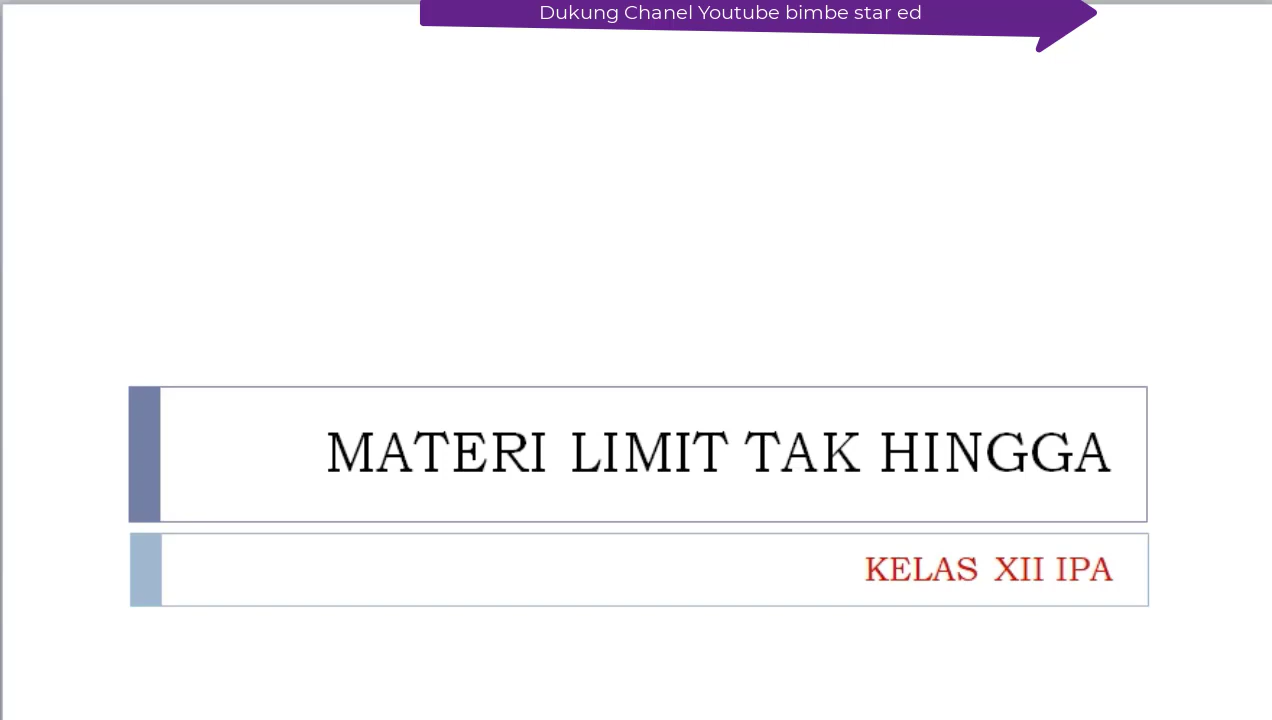 Dukung Chanel Youtube bimbe star ed
MATERI LIMIT TAK HINGGA
KELAS XII IPA